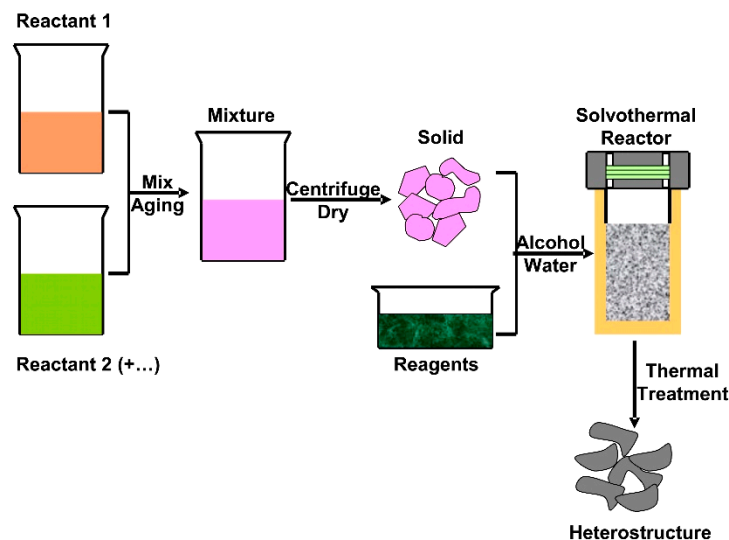 Reactant 1
Reactant 2 (+…)
Mix
Aging
Mixture
Centrifuge
Dry
Solid
Reagents
Alcohol
Water
Solvothermal
Reactor
Thermal
Treatment
Heterostructure